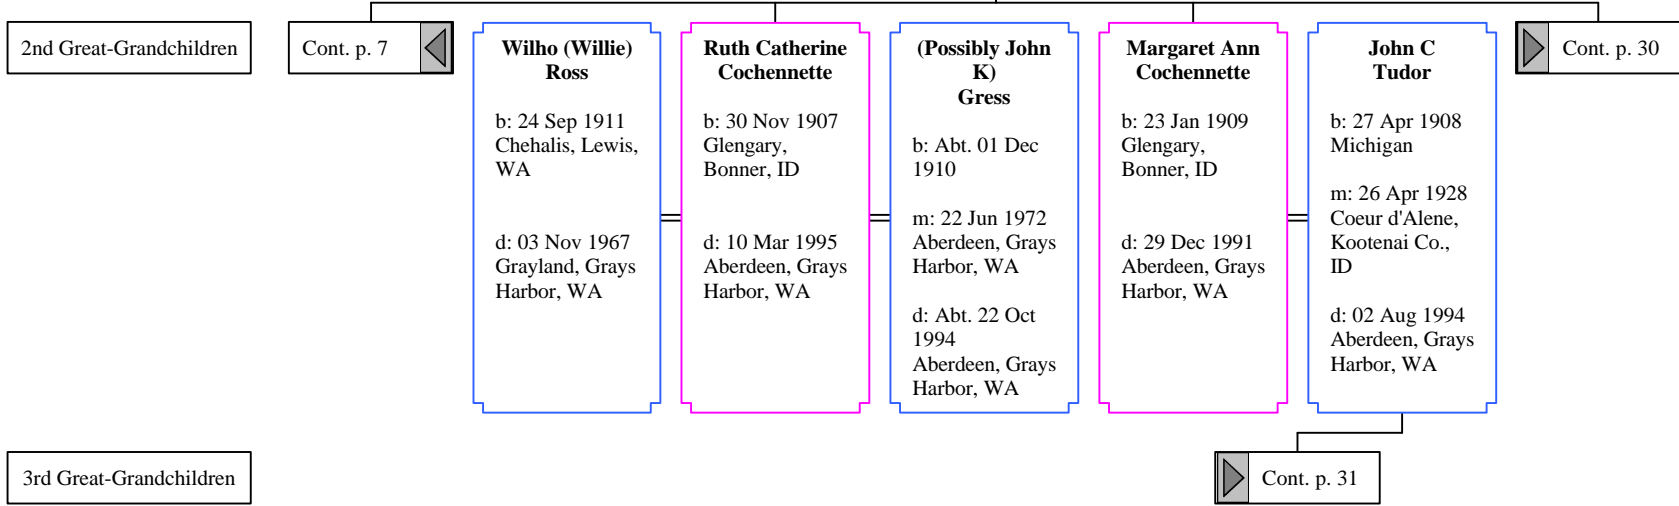 2nd Great-Grandchildren
Cont. p. 7
Wilho (Willie)
Ross
b: 24 Sep 1911
Chehalis, Lewis,
WA
d: 03 Nov 1967
Grayland, Grays
Harbor, WA
Ruth Catherine
Cochennette
b: 30 Nov 1907
Glengary,
Bonner, ID
d: 10 Mar 1995
Aberdeen, Grays
Harbor, WA
(Possibly John
K)
Gress
b: Abt. 01 Dec
1910
m: 22 Jun 1972
Aberdeen, Grays
Harbor, WA
d: Abt. 22 Oct
1994
Aberdeen, Grays
Harbor, WA
Margaret Ann
Cochennette
b: 23 Jan 1909
Glengary,
Bonner, ID
d: 29 Dec 1991
Aberdeen, Grays
Harbor, WA
John C
Tudor
b: 27 Apr 1908
Michigan
m: 26 Apr 1928
Coeur d'Alene,
Kootenai Co.,
ID
d: 02 Aug 1994
Aberdeen, Grays
Harbor, WA
Cont. p. 30
3rd Great-Grandchildren
Cont. p. 31